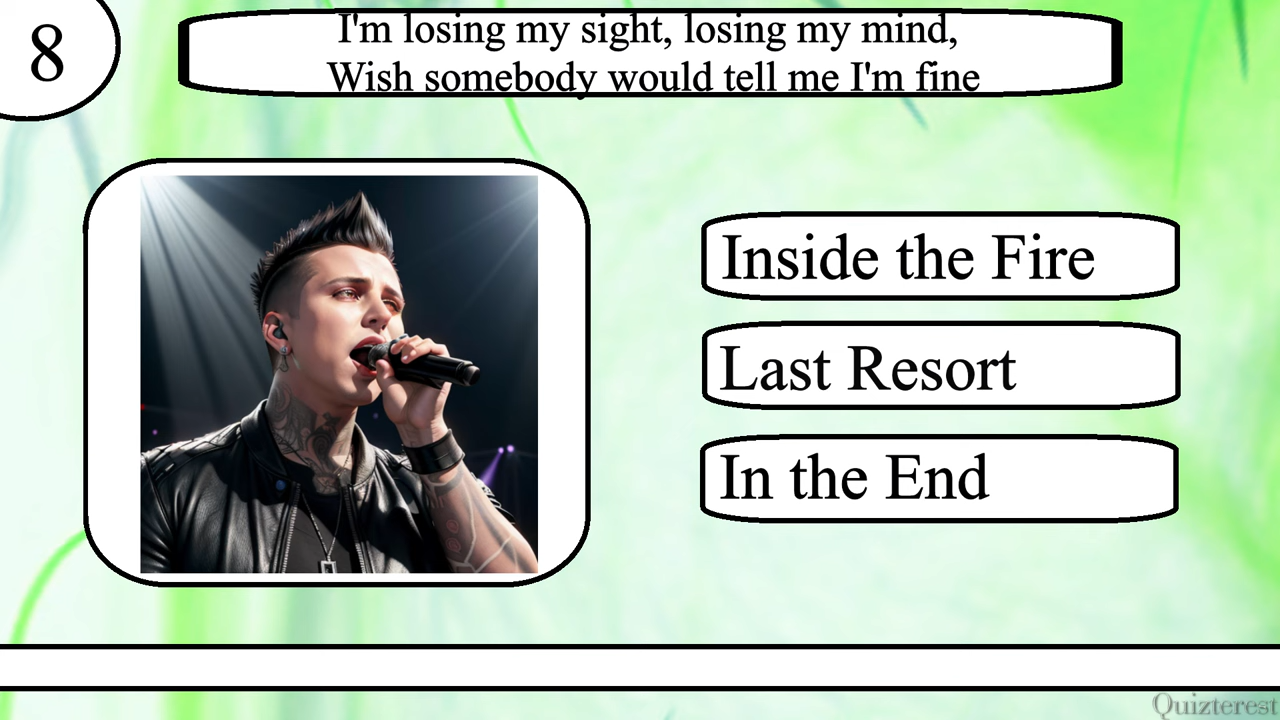 8
I'm losing my sight, losing my mind,
Wish somebody would tell me I'm fine
Inside the Fire
Last Resort
In the End
Quizterest